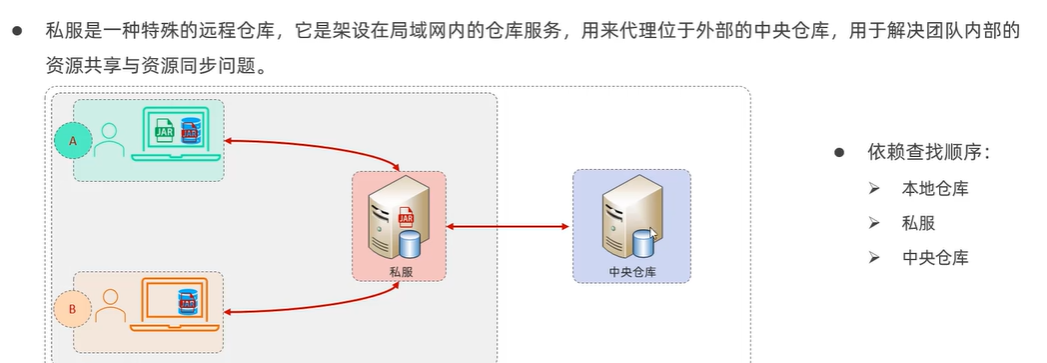 私服是一种特殊的远程仓库，它是架设在局域网内的仓库服务，用来代理位于外部的中央仓库，用于解决团队内部的
资源共享与资源同步问题。
A
JAR
JAR
依赖查找顺序：
本地仓库
JAR
私服
私服
中央仓库
中央仓库
B
JAR